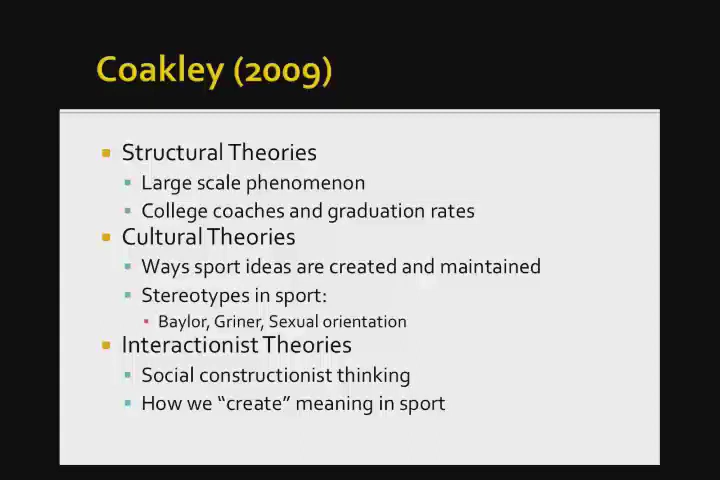 Coakley (2009)
Structural Theories
Large scale phenomenon
College coaches and graduation rates
Cultural Theories
Ways sport ideas are created and maintained
Stereotypes in sport:
Baylor, Griner, Sexual orientation
Interactionist Theories
Social constructionist thinking
How we “create” meaning in sport